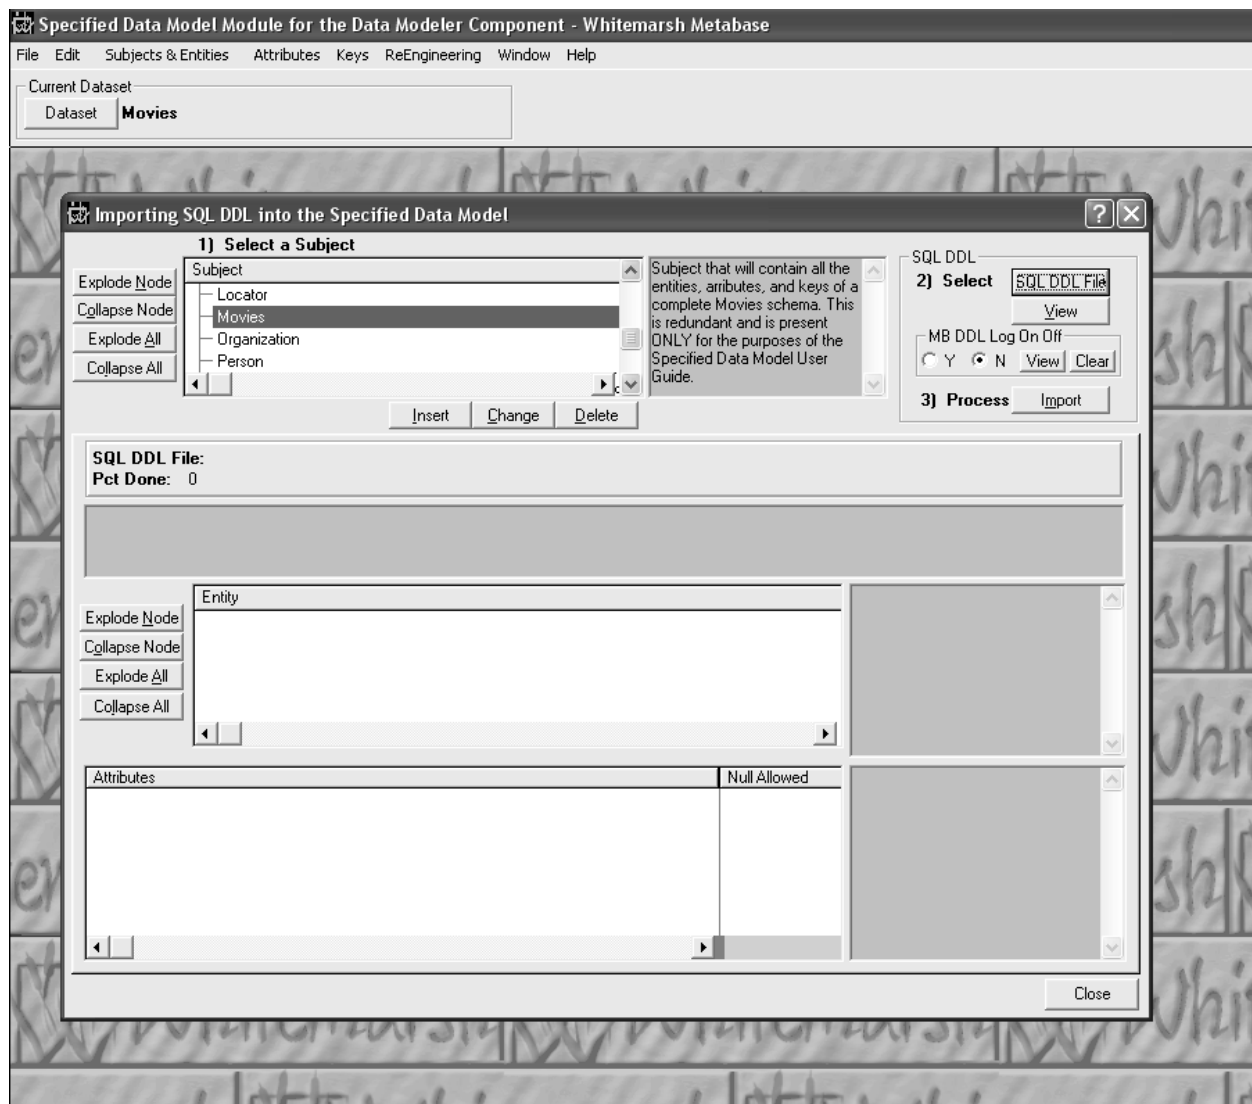 Specified Data Model Module for the Data Modeler Component - Whitemarsh Metabase
File Edit Subjects & Entities Attributes Keys ReEngineering Window Help
Current Dataset
Dataset Movies
Importing SQL DDL into the Specified Data Model
1) Select a Subject
Explode Node
Collapse Node
Explode All
Collapse All
Subject
Locator
Movies
Organization
Person
Subject that will contain all the
entities, arributes, and keys of a
complete Movies schema. This
is redundant and is present
ONLY for the purposes of the
Specified Data Model User
Guide.
SQL DDL
2) Select SQL DDL File
View
MB DDL Log On Off
Y N View Clear
3) Process Import
Insert Change Delete
SQL DDL File:
Pct Done: 0
Explode Node
Collapse Node
Explode All
Collapse All
Entity
Attributes Null Allowed
Close